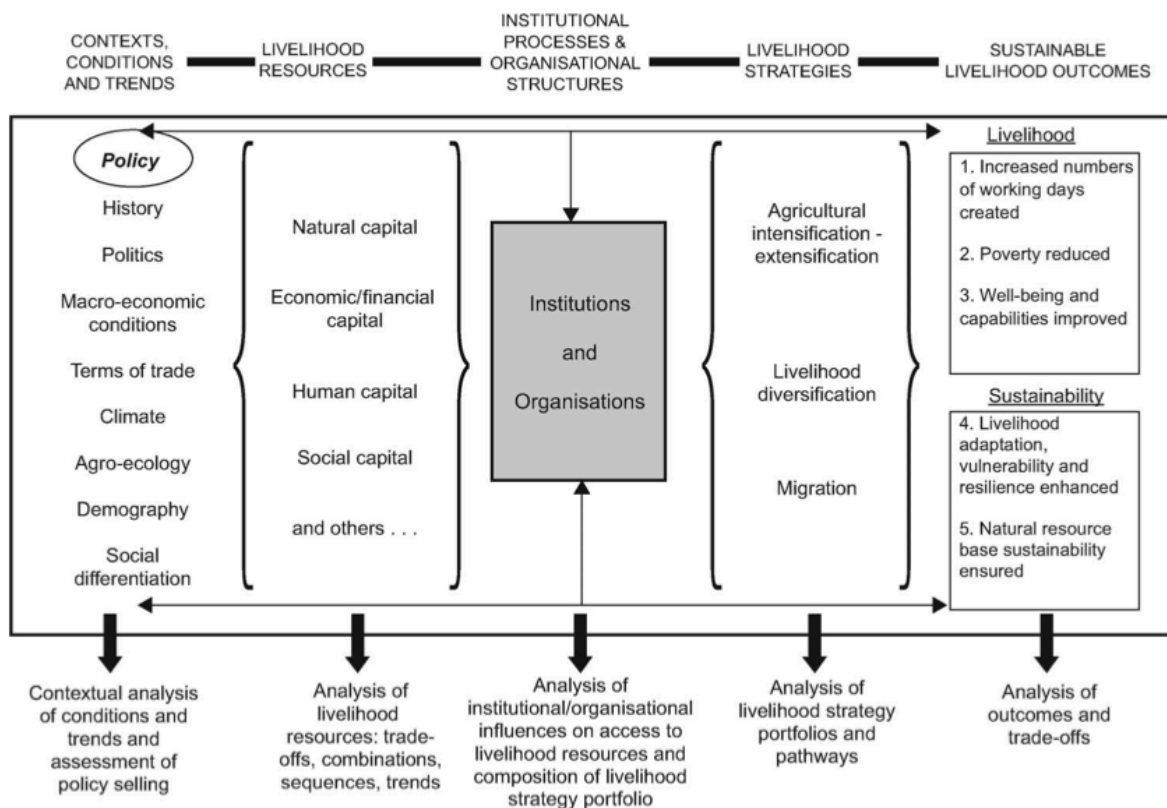 CONTEXTS,
CONDITIONS
AND TRENDS
LIVELIHOOD
RESOURCES
INSTITUTIONAL
PROCESSES &
ORGANISATIONAL
STRUCTURES
LIVELIHOOD
STRATEGIES
SUSTAINABLE
LIVELIHOOD OUTCOMES
Policy
History
Politics
Macro-economic
conditions
Terms of trade
Climate
Agro-ecology
Demography
Social
differentiation
Natural capital
Economic/financial
capital
Human capital
Social capital
and others . . .
Institutions
and
Organisations
Agricultural
intensification -
extensification
Livelihood
diversification
Migration
Livelihood
1. Increased numbers
of working days
created
2. Poverty reduced
3. Well-being and
capabilities improved
Sustainability
4. Livelihood
adaptation,
vulnerability and
resilience enhanced
5. Natural resource
base sustainability
ensured
Contextual analysis
of conditions and
trends and
assessment of
policy selling
Analysis of
livelihood
resources: trade-
offs, combinations,
sequences, trends
Analysis of
institutional/organisational
influences on access to
livelihood resources and
composition of livelihood
strategy portfolio
Analysis of
livelihood strategy
portfolios and
pathways
Analysis of
outcomes and
trade-offs